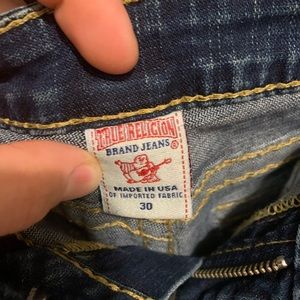 TRUE RELIGION
BRAND JEANS®
MADE IN USA
OF IMPORTED FABRIC
30